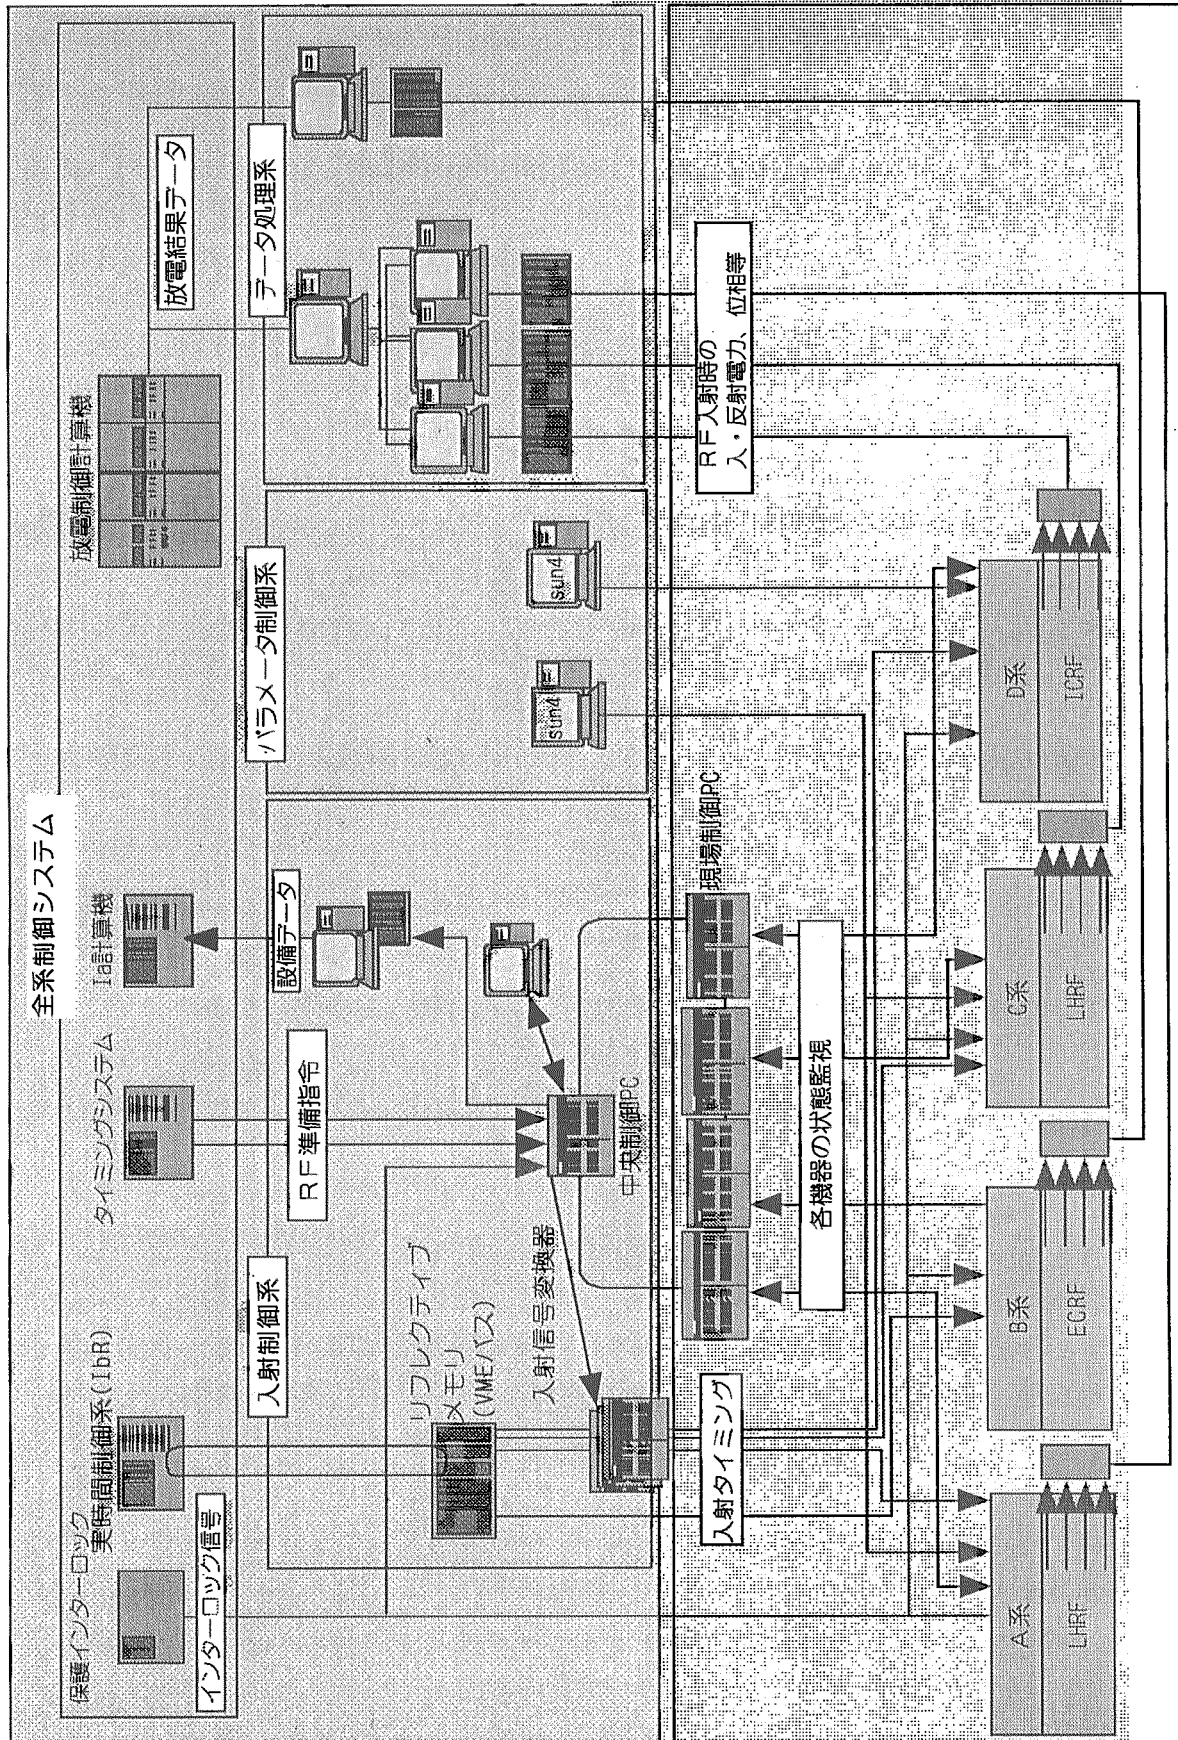 全系制御システム
保護インターロック
実時間制御系(IbR)
タイミングシステム
Ia計算機
放電制御計算機
インターロック信号
放電結果データ
入射制御系
RF準備指令
設備データ
パラメータ制御系
データ処理系
リフレクティブ
メモリ
(VMEバス)
入射信号変換器
中央制御PC
sun4
sun4
現場制御PC
入射タイミング
各機器の状態監視
RF入射時の
入・反射電力、位相等
A系
LHRF
B系
ECRF
C系
LHRF
D系
ICRF